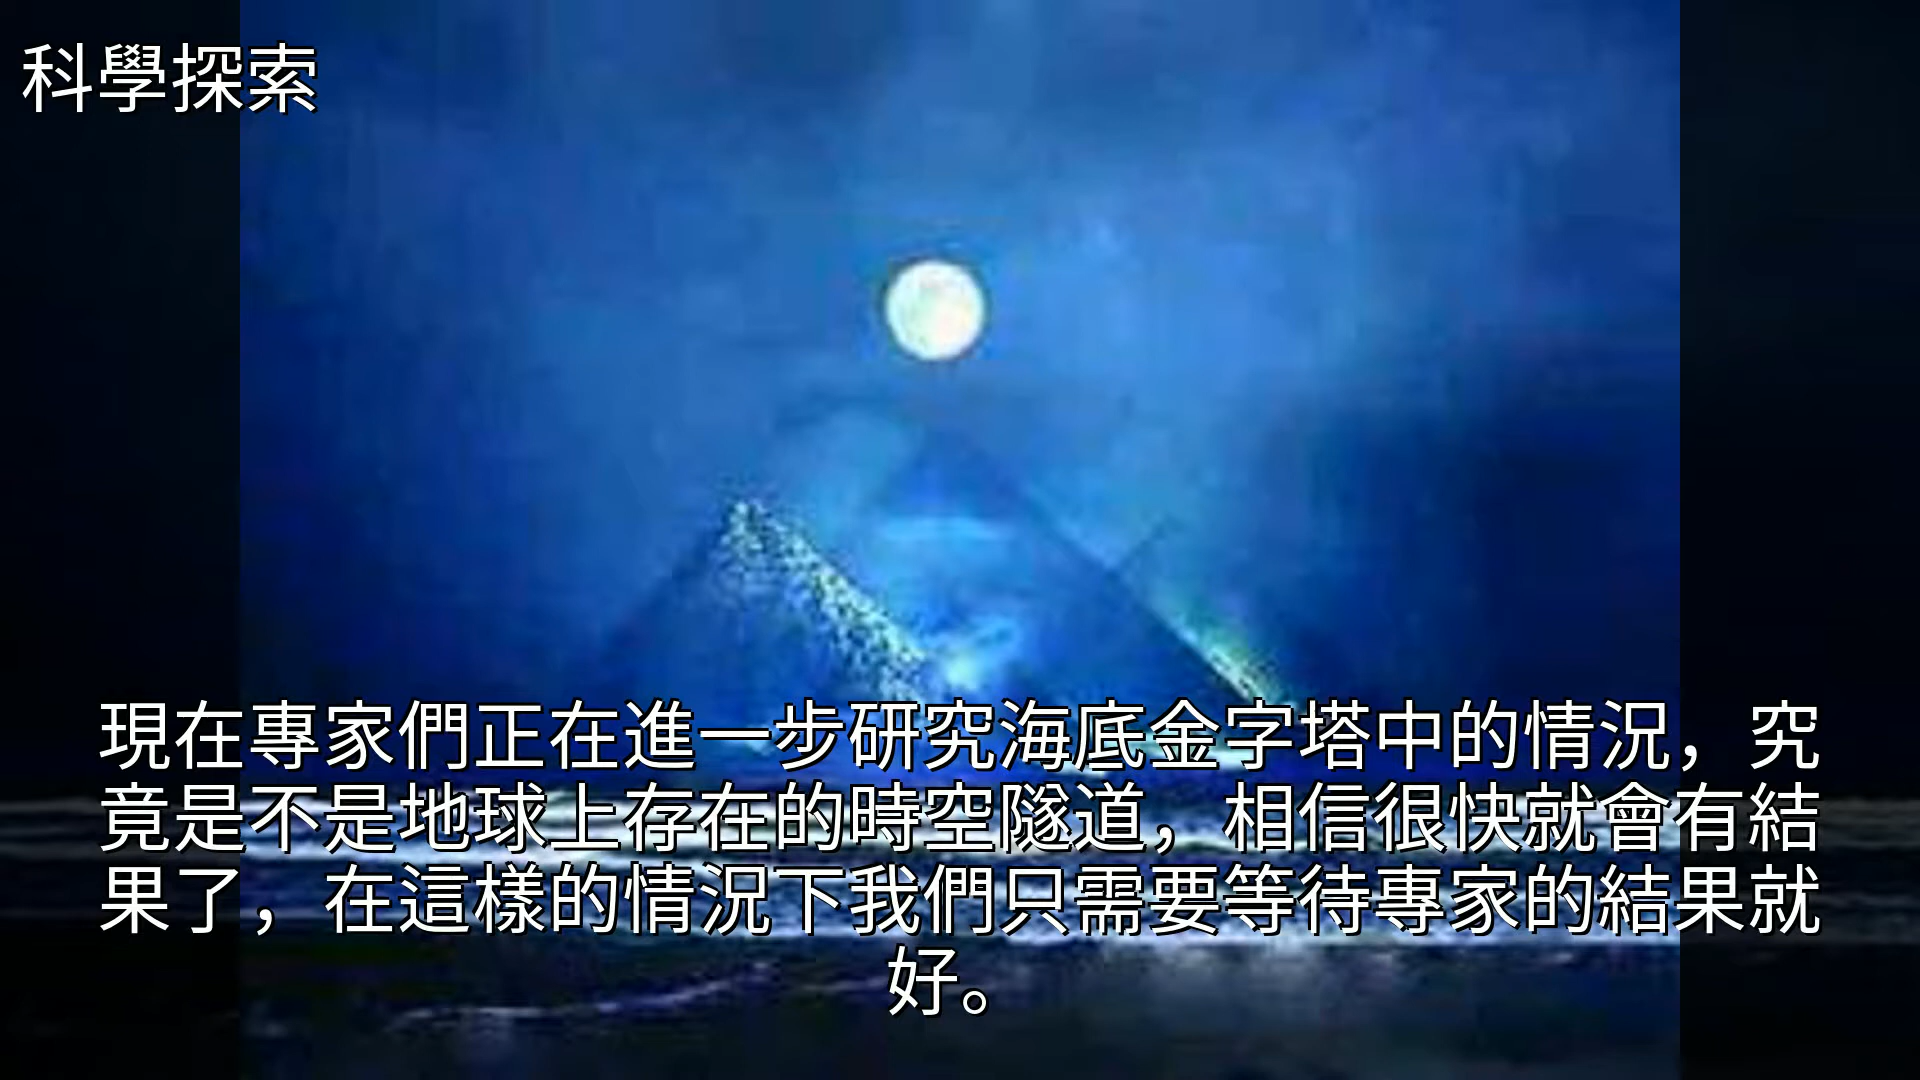 科學探索
現在專家們正在進一步研究海底金字塔中的情況，究
竟是不是地球上存在的時空隧道，相信很快就會有結
果了，在這樣的情況下我們只需要等待專家的結果就
好。